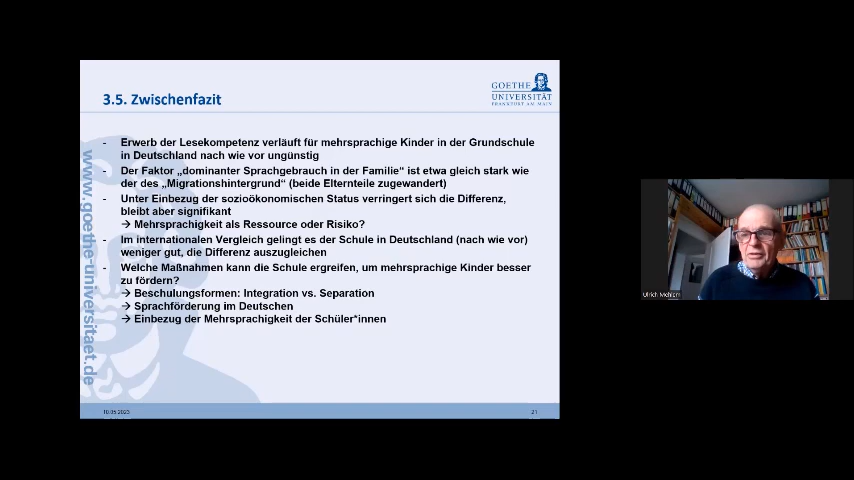 3.5. Zwischenfazit
GOETHE
UNIVERSITÄT
FRANKFURT AM MAIN
- Erwerb der Lesekompetenz verläuft für mehrsprachige Kinder in der Grundschule
in Deutschland nach wie vor ungünstig
- Der Faktor „dominanter Sprachgebrauch in der Familie“ ist etwa gleich stark wie
der des „Migrationshintergrund“ (beide Elternteile zugewandert)
- Unter Einbezug der sozioökonomischen Status verringert sich die Differenz,
bleibt aber signifikant
→ Mehrsprachigkeit als Ressource oder Risiko?
- Im internationalen Vergleich gelingt es der Schule in Deutschland (nach wie vor)
weniger gut, die Differenz auszugleichen
- Welche Maßnahmen kann die Schule ergreifen, um mehrsprachige Kinder besser
zu fördern?
→ Beschulungsformen: Integration vs. Separation
→ Sprachförderung im Deutschen
→ Einbezug der Mehrsprachigkeit der Schüler*innen
www.goethe-universitaet.de
10.05.2023
21
Ulrich Mehlem